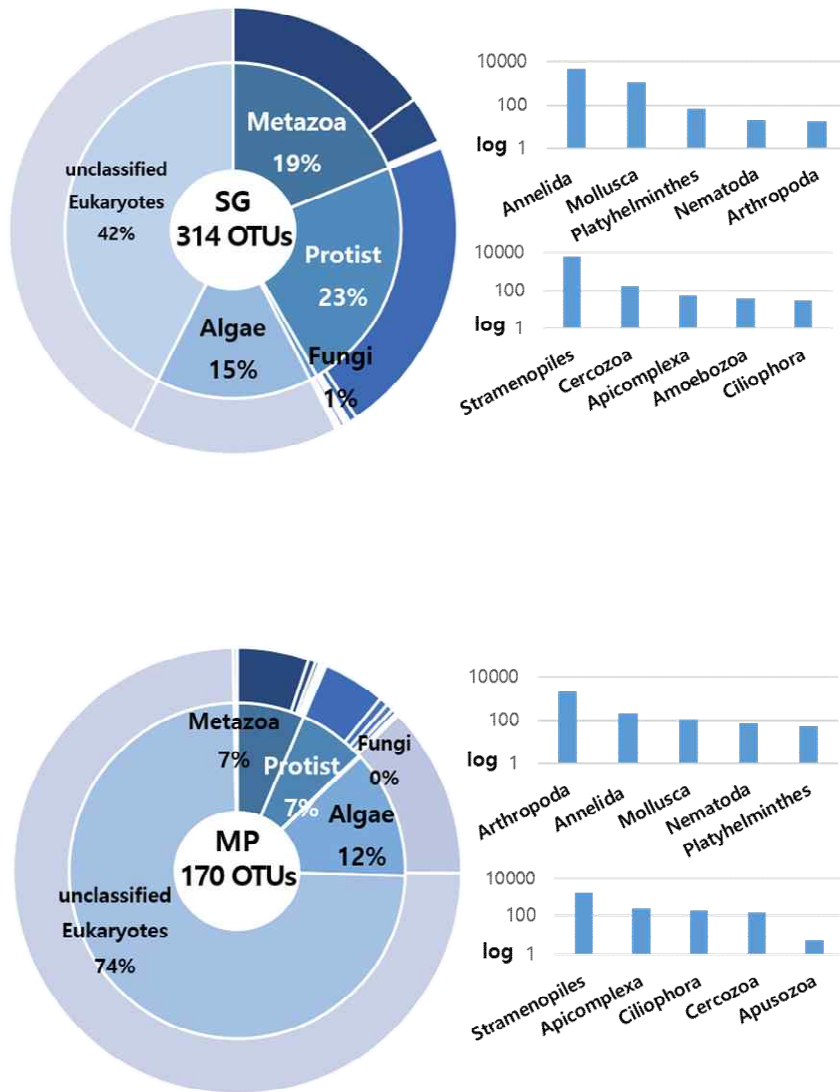 Metazoa
19%
unclassified
Eukaryotes
42%
SG
314 OTUs
Protist
23%
Algae
15%
Fungi
1%
10000
100
log 1
Annelida
Mollusca
Platyhelminthes
Nematoda
Arthropoda
10000
100
log 1
Stramenopiles
Cercozoa
Apicomplexa
Amoebozoa
Ciliophora
Metazoa
7%
Protist
7%
Fungi
0%
Algae
12%
MP
170 OTUs
unclassified
Eukaryotes
74%
10000
100
log 1
Arthropoda
Annelida
Mollusca
Nematoda
Platyhelminthes
10000
100
log 1
Stramenopiles
Apicomplexa
Ciliophora
Cercozoa
Apusozoa